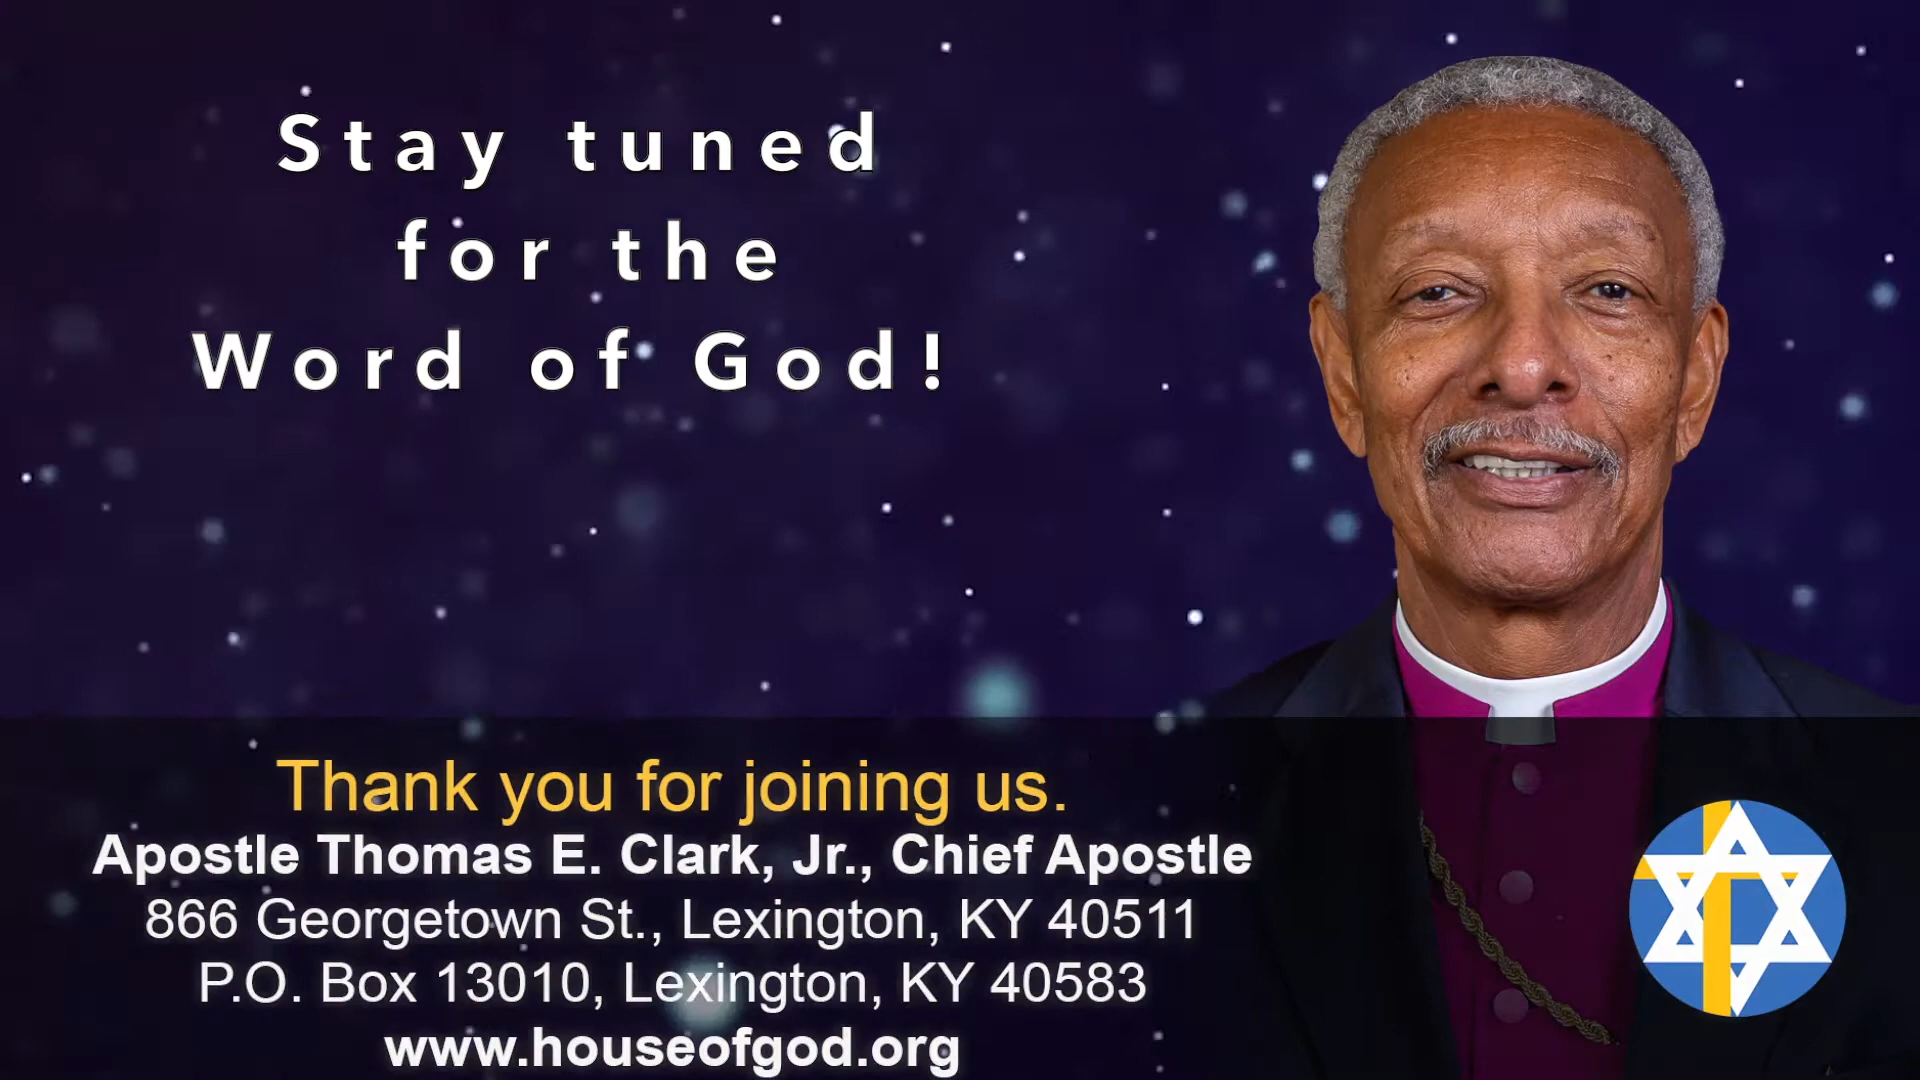 Stay tuned
for the
Word of God!
Thank you for joining us.
Apostle Thomas E. Clark, Jr., Chief Apostle
866 Georgetown St., Lexington, KY 40511
P.O. Box 13010, Lexington, KY 40583
www.houseofgod.org